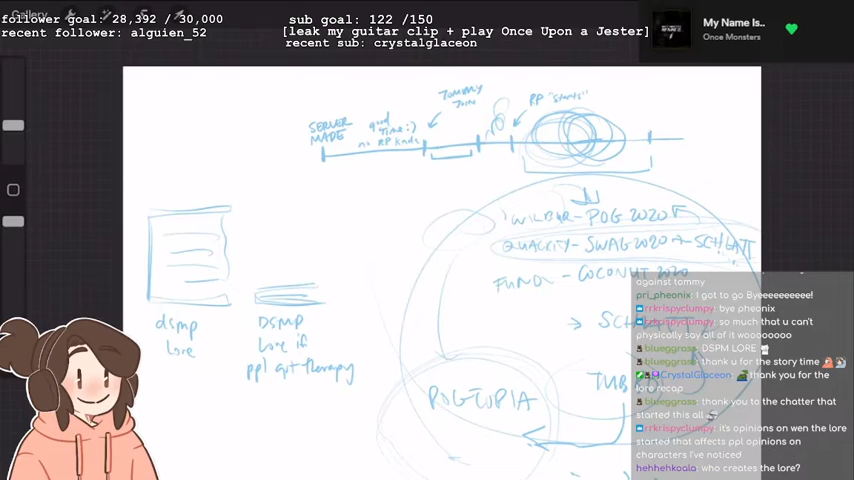 Gallery
follower goal: 28,392 / 30,000
recent follower: alguien_52
sub goal: 122 /150
[leak my guitar clip + play Once Upon a Jester]
recent sub: crystalglaceon
My Name Is..
Once Monsters
SERVER MADE
good time :)
no RP kinda
TOMMY JOIN
RP "starts"
WILBUR - POG 2020
QUACKITY - SWAG 2020 + SCHLATT
FUNDY - COCONUT 2020
POGTOPIA
dsmp
lore
DSMP
lore if
ppl got therapy
against tommy
pri_pheonix: I got to go Byeeeeeeeeee!
rrkrispyclumpy: bye pheonix
rrkrispyclumpy: so much that u can't
physically say all of it wooooooo
blueggrass: DSPM LORE
blueggrass: thank u for the story time
CrystalGlaceon: thank you for the
lore recap
blueggrass: thank you to the chatter that
started this all
rrkrispyclumpy: it's opinions on wen the lore
started that affects ppl opinions on
characters I've noticed
hehhehkoala: who creates the lore?